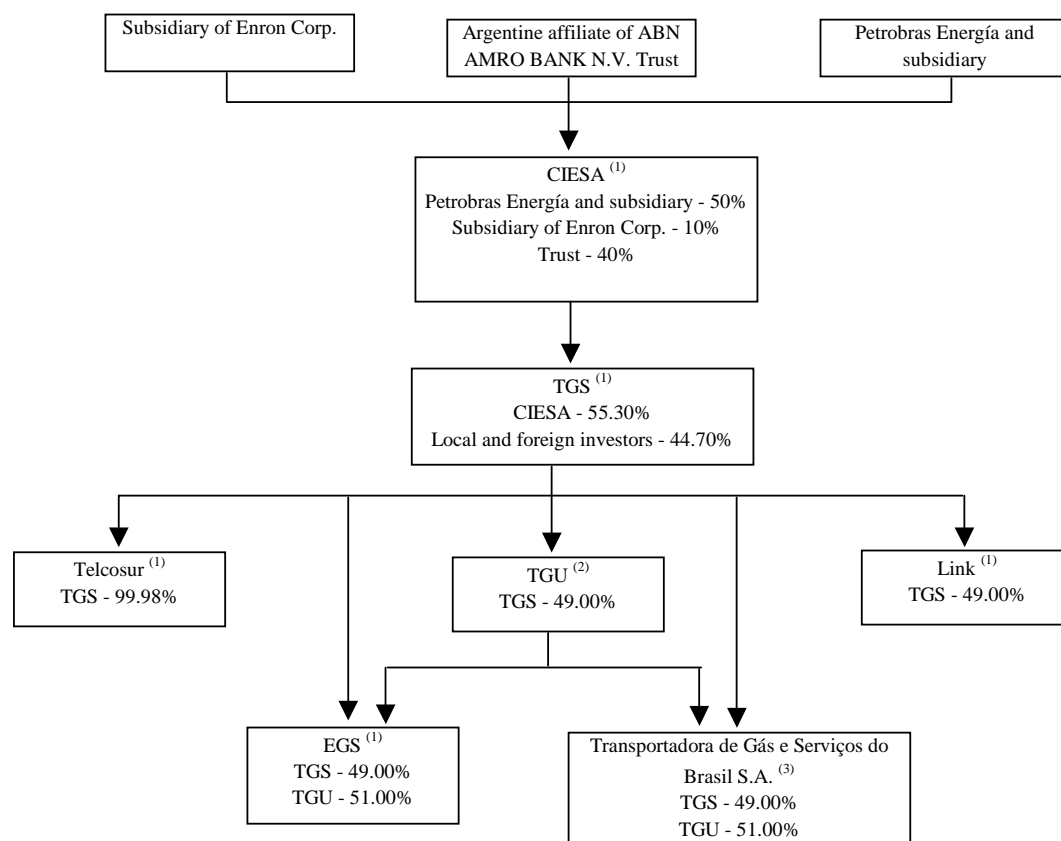 Subsidiary of Enron Corp.
Argentine affiliate of ABN
AMRO BANK N.V. Trust
Petrobras Energía and
subsidiary
CIESA (1)
Petrobras Energía and subsidiary - 50%
Subsidiary of Enron Corp. - 10%
Trust - 40%
TGS (1)
CIESA - 55.30%
Local and foreign investors - 44.70%
Telcosur (1)
TGS - 99.98%
TGU (2)
TGS - 49.00%
Link (1)
TGS - 49.00%
EGS (1)
TGS - 49.00%
TGU - 51.00%
Transportadora de Gás e Serviços do
Brasil S.A. (3)
TGS - 49.00%
TGU - 51.00%